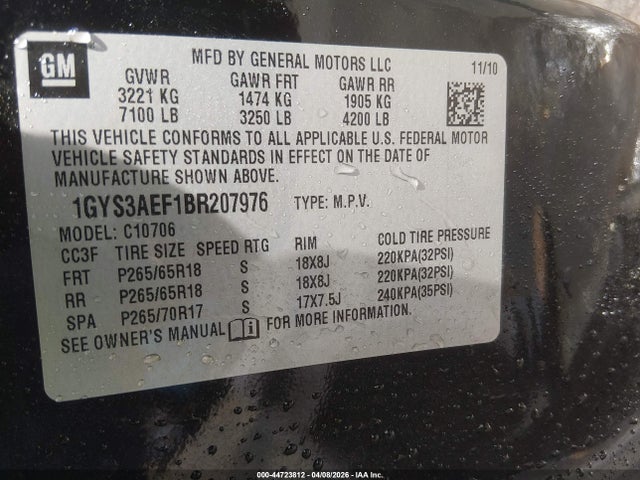 GM
MFD BY GENERAL MOTORS LLC 11/10
GVWR GAWR FRT GAWR RR
3221 KG 1474 KG 1905 KG
7100 LB 3250 LB 4200 LB
THIS VEHICLE CONFORMS TO ALL APPLICABLE U.S. FEDERAL MOTOR
VEHICLE SAFETY STANDARDS IN EFFECT ON THE DATE OF
MANUFACTURE SHOWN ABOVE.
1GYS3AEF1BR207976 TYPE: M.P.V.
MODEL: C10706
CC3F TIRE SIZE SPEED RTG RIM COLD TIRE PRESSURE
FRT P265/65R18 S 18X8J 220KPA(32PSI)
RR P265/65R18 S 18X8J 220KPA(32PSI)
SPA P265/70R17 S 17X7.5J 240KPA(35PSI)
SEE OWNER'S MANUAL FOR MORE INFORMATION.
000-44723812 - 04/08/2026 - IAA Inc.